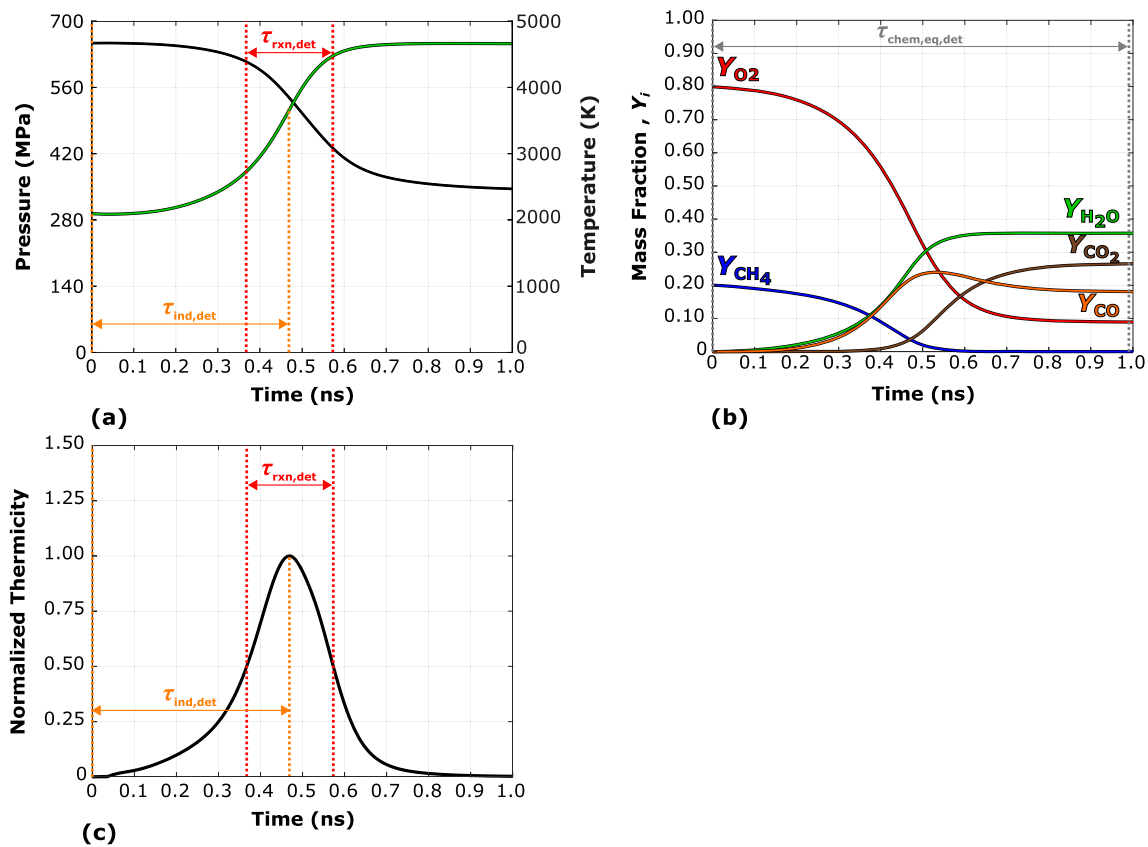 700
560
420
280
140
0
Pressure (MPa)
5000
4000
3000
2000
1000
0
Temperature (K)
τrxn,det
τind,det
0 0.1 0.2 0.3 0.4 0.5 0.6 0.7 0.8 0.9 1.0
Time (ns)
(a)
1.00
0.90
0.80
0.70
0.60
0.50
0.40
0.30
0.20
0.10
0
Mass Fraction , Yi
τchem,eq,det
YO2
YH2O
YCO2
YCH4
YCO
0 0.1 0.2 0.3 0.4 0.5 0.6 0.7 0.8 0.9 1.0
Time (ns)
(b)
1.50
1.25
1.00
0.75
0.50
0.25
0
Normalized Thermicity
τrxn,det
τind,det
0 0.1 0.2 0.3 0.4 0.5 0.6 0.7 0.8 0.9 1.0
Time (ns)
(c)